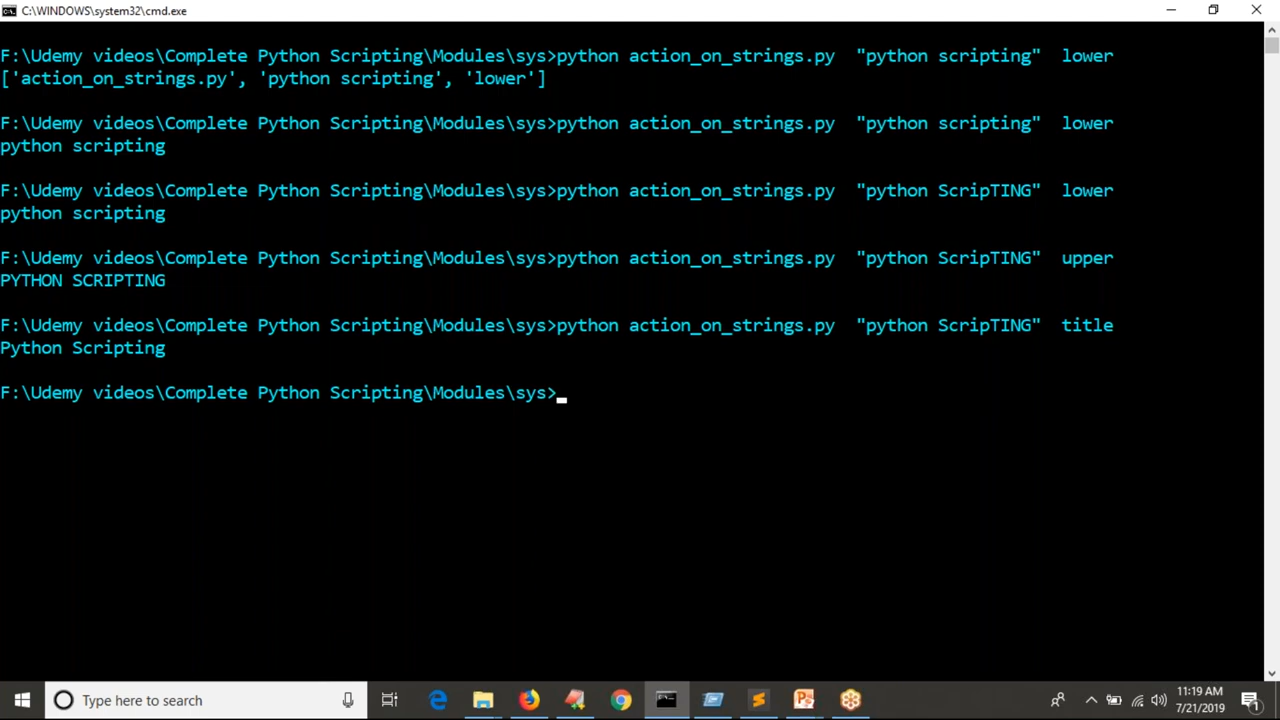 C:\WINDOWS\system32\cmd.exe
F:\Udemy videos\Complete Python Scripting\Modules\sys>python action_on_strings.py  "python scripting"  lower
['action_on_strings.py', 'python scripting', 'lower']
F:\Udemy videos\Complete Python Scripting\Modules\sys>python action_on_strings.py  "python scripting"  lower
python scripting
F:\Udemy videos\Complete Python Scripting\Modules\sys>python action_on_strings.py  "python ScripTING"  lower
python scripting
F:\Udemy videos\Complete Python Scripting\Modules\sys>python action_on_strings.py  "python ScripTING"  upper
PYTHON SCRIPTING
F:\Udemy videos\Complete Python Scripting\Modules\sys>python action_on_strings.py  "python ScripTING"  title
Python Scripting
F:\Udemy videos\Complete Python Scripting\Modules\sys>
Type here to search
11:19 AM
7/21/2019
1